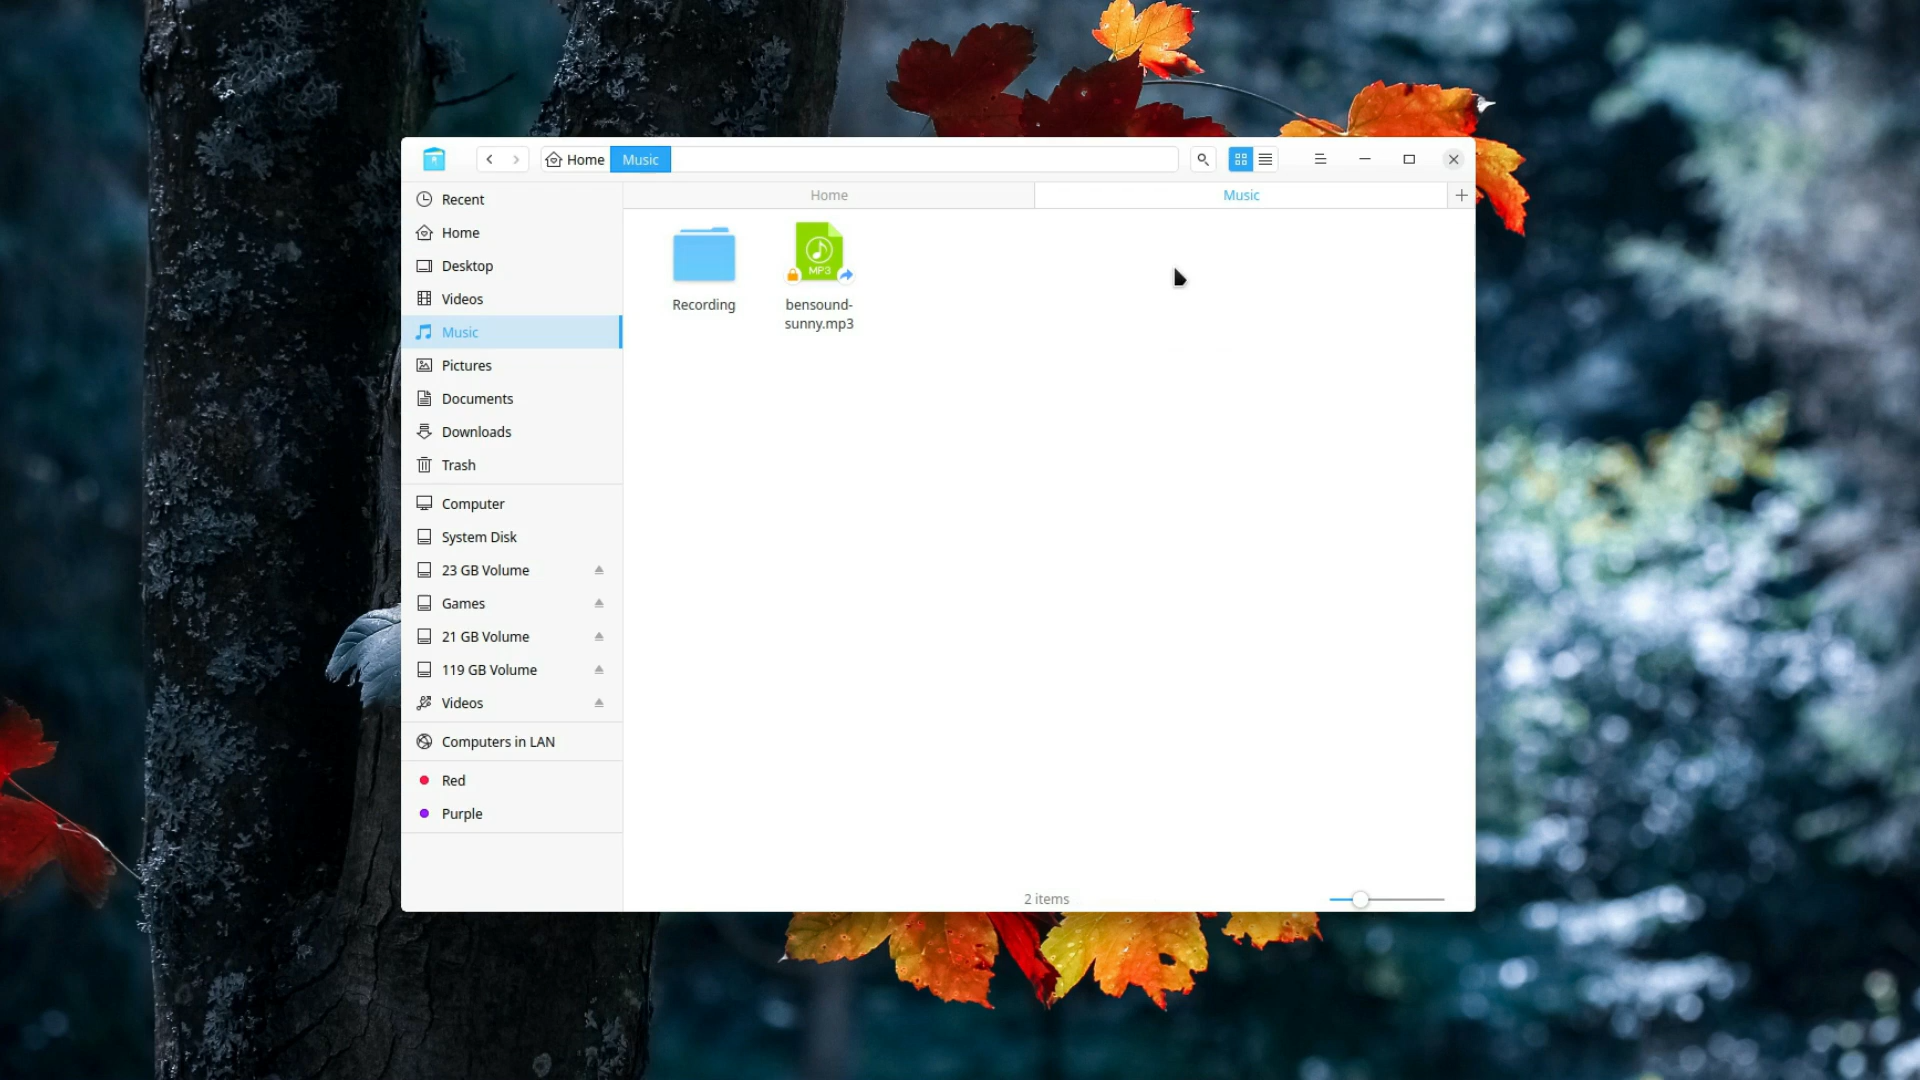 Home
Music
Home
Music
Recent
Home
Desktop
Videos
Music
Pictures
Documents
Downloads
Trash
Computer
System Disk
23 GB Volume
Games
21 GB Volume
119 GB Volume
Videos
Computers in LAN
Red
Purple
MP3
Recording
bensound-
sunny.mp3
2 items